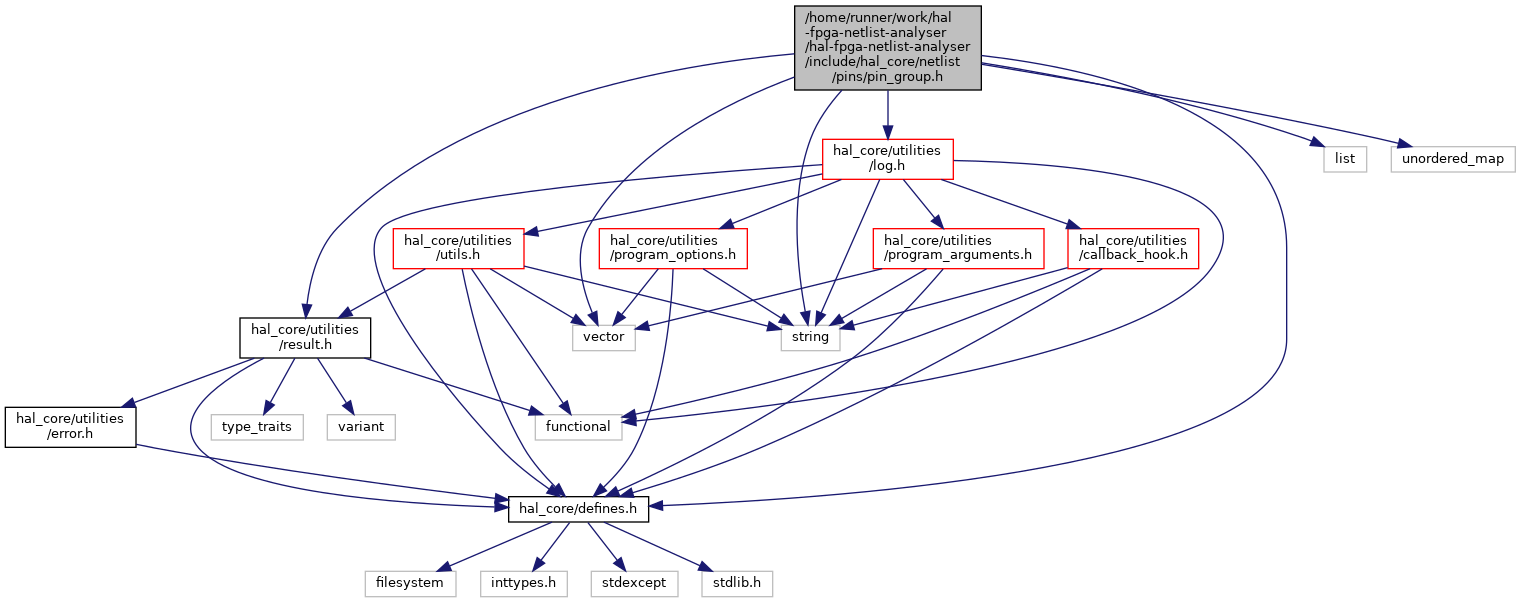 /home/runner/work/hal
-fpga-netlist-analyser
/hal-fpga-netlist-analyser
/include/hal_core/netlist
/pins/pin_group.h
hal_core/utilities
/log.h
list
unordered_map
hal_core/utilities
/utils.h
hal_core/utilities
/program_options.h
hal_core/utilities
/program_arguments.h
hal_core/utilities
/callback_hook.h
hal_core/utilities
/result.h
vector
string
hal_core/utilities
/error.h
type_traits
variant
functional
hal_core/defines.h
filesystem
inttypes.h
stdexcept
stdlib.h